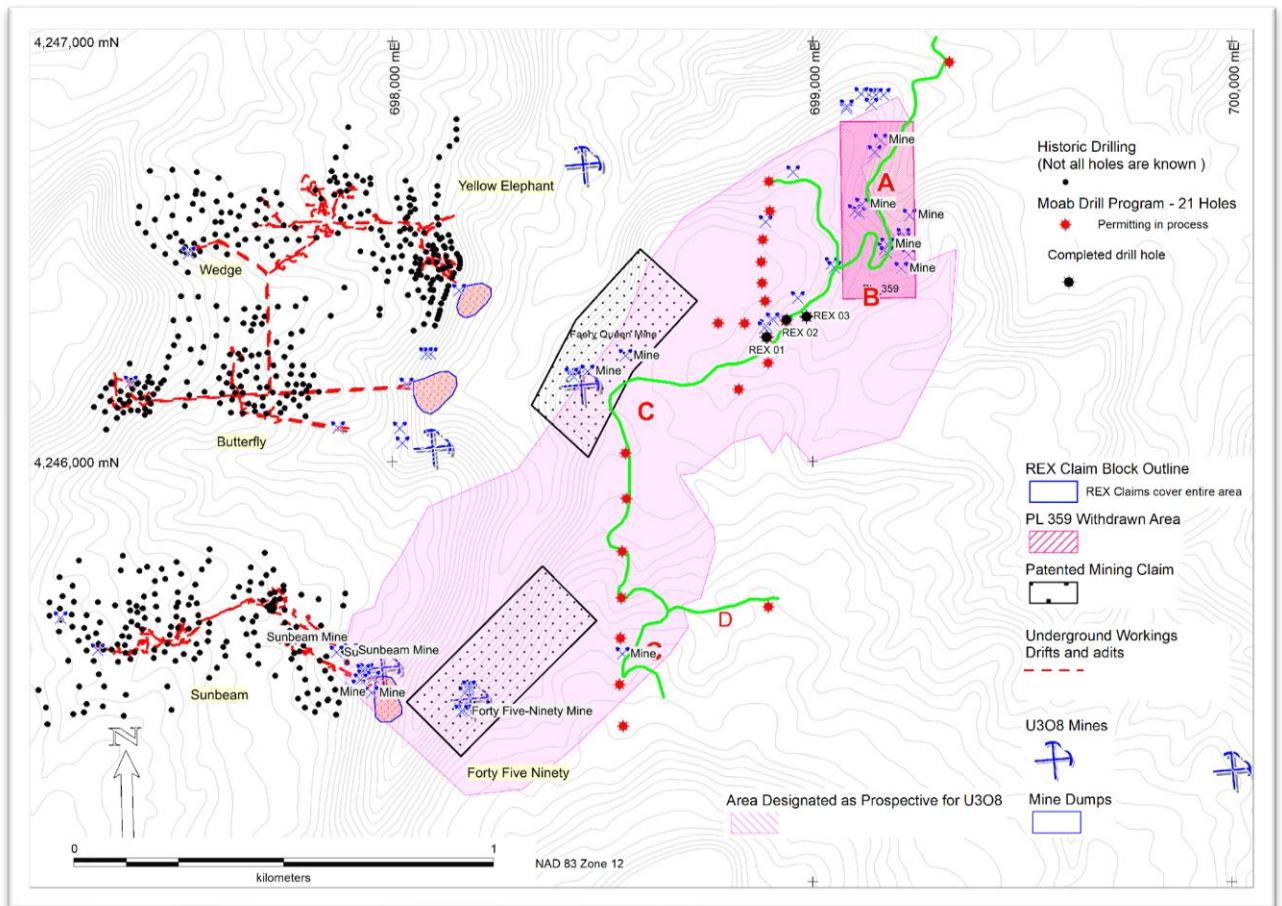 4,247,000 mN
698,000 mE
699,000 mE
700,000 mE
Mine
Historic Drilling
(Not all holes are known )
Yellow Elephant
A
Moab Drill Program - 21 Holes
Mine
Mine
Permitting in process
Mine
Completed drill hole
Wedge
Mine
B
359
REX 03
REX 02
REX 01
Faery Queen Mine
Mine
Mine
C
Butterfly
4,246,000 mN
REX Claim Block Outline
REX Claims cover entire area
PL 359 Withdrawn Area
Patented Mining Claim
D
Underground Workings
Drifts and adits
Sunbeam Mine
Su
Sunbeam Mine
Mine
C
Mine
Mine
Sunbeam
Forty Five-Ninety Mine
N
U3O8 Mines
Forty Five Ninety
Area Designated as Prospective for U3O8
Mine Dumps
0
1
kilometers
NAD 83 Zone 12